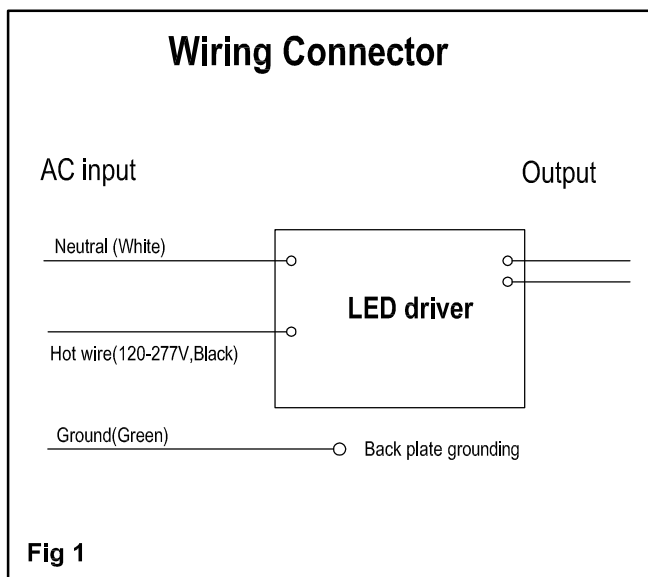 Wiring Connector
AC input
Output
Neutral (White)
LED driver
Hot wire(120-277V,Black)
Ground(Green)
Back plate grounding
Fig 1